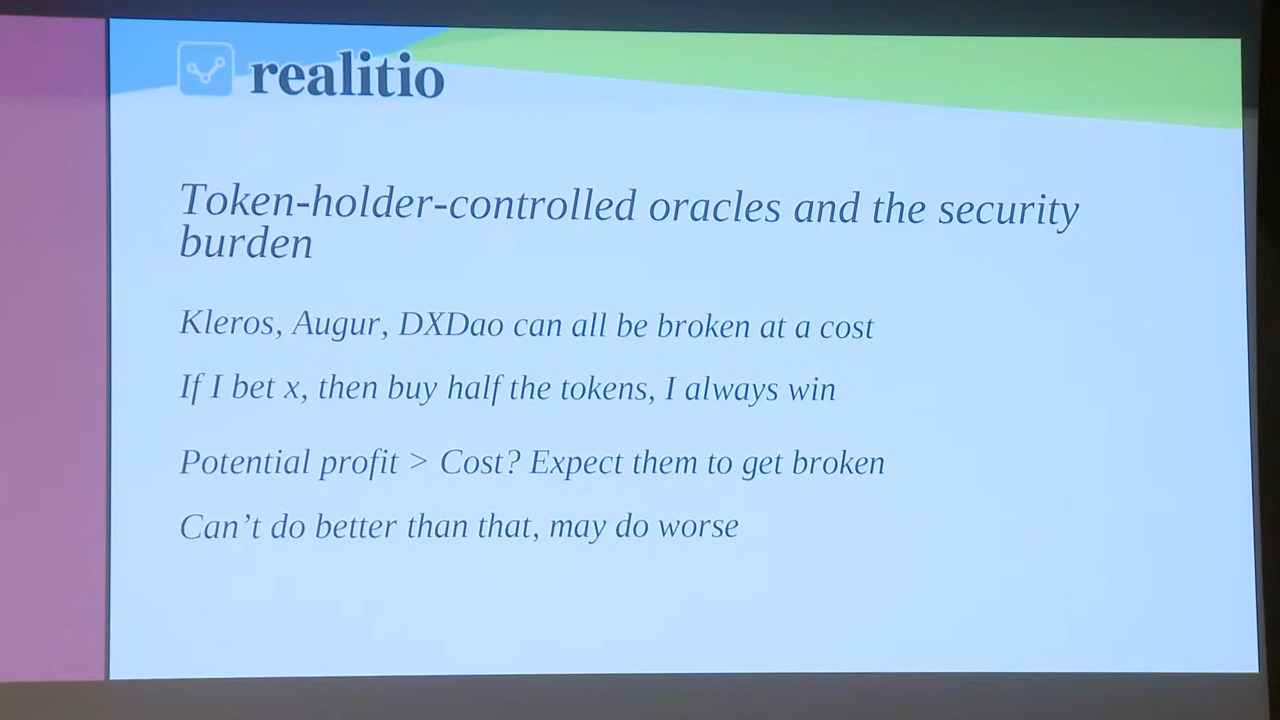 realitio
Token-holder-controlled oracles and the security
burden
Kleros, Augur, DXDao can all be broken at a cost
If I bet x, then buy half the tokens, I always win
Potential profit > Cost? Expect them to get broken
Can't do better than that, may do worse